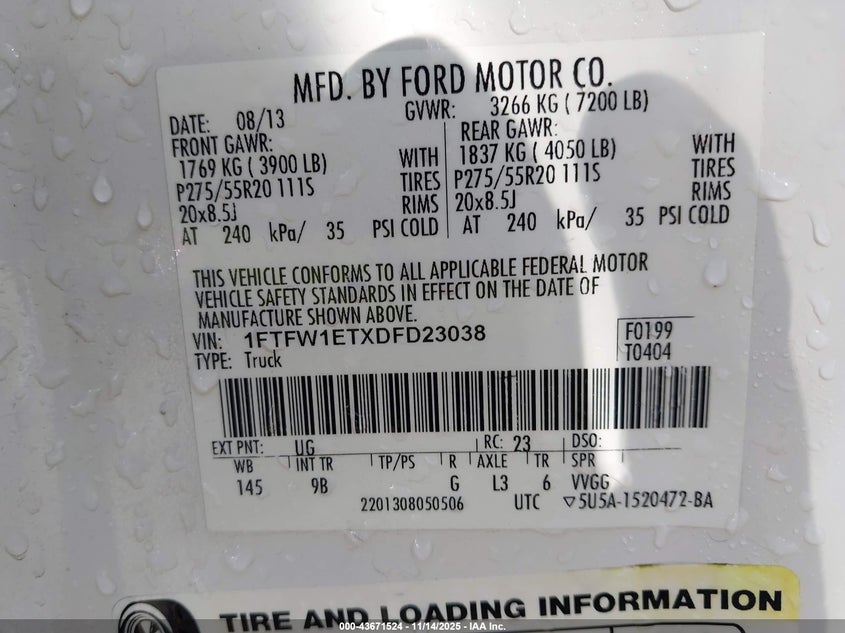 MFD. BY FORD MOTOR CO.
DATE: 08/13 GVWR: 3266 KG ( 7200 LB)
FRONT GAWR: REAR GAWR:
1769 KG ( 3900 LB) WITH 1837 KG ( 4050 LB) WITH
P275/55R20 111S TIRES P275/55R20 111S TIRES
20x8.5J RIMS 20x8.5J RIMS
AT 240 kPa/ 35 PSI COLD AT 240 kPa/ 35 PSI COLD
THIS VEHICLE CONFORMS TO ALL APPLICABLE FEDERAL MOTOR
VEHICLE SAFETY STANDARDS IN EFFECT ON THE DATE OF
MANUFACTURE SHOWN ABOVE.
VIN: 1FTFW1ETXDFD23038 F0199
TYPE: Truck T0404
EXT PNT: UG RC: 23 DSO:
WB INT TR TP/PS R AXLE TR SPR
145 9B G L3 6 VVGG
2201308050506 UTC ▽5U5A-1520472-BA
TIRE AND LOADING INFORMATION
www.iaai.com 43671524 - 11/14/2025 - IAA Inc.